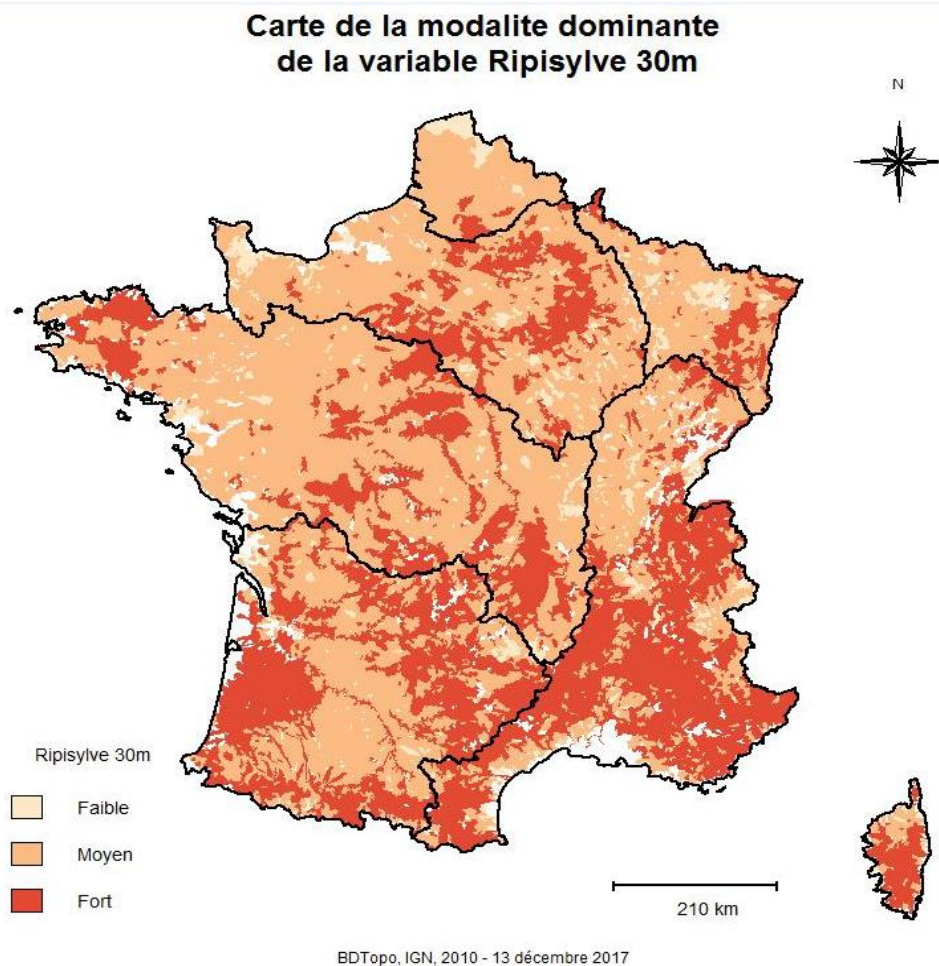 Carte de la modalite dominante
de la variable Ripisylve 30m
N
Ripisylve 30m
Faible
Moyen
Fort
210 km
BDTopo, IGN, 2010 - 13 décembre 2017